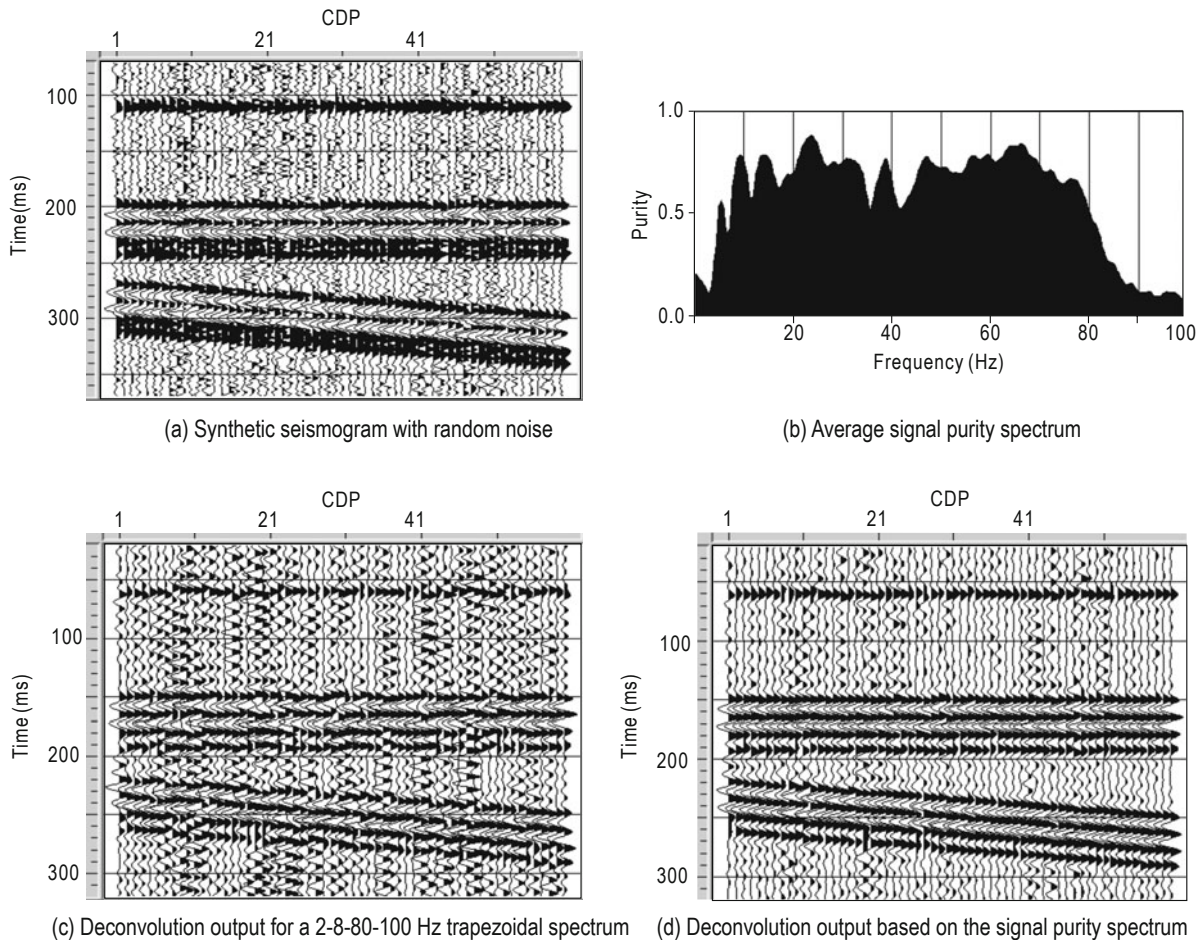 CDP
1 21 41
Time(ms)
100
200
300
(a) Synthetic seismogram with random noise
Purity
1.0
0.5
0.0
20 40 60 80 100
Frequency (Hz)
(b) Average signal purity spectrum
CDP
1 21 41
Time (ms)
100
200
300
(c) Deconvolution output for a 2-8-80-100 Hz trapezoidal spectrum
CDP
1 21 41
Time (ms)
100
200
300
(d) Deconvolution output based on the signal purity spectrum